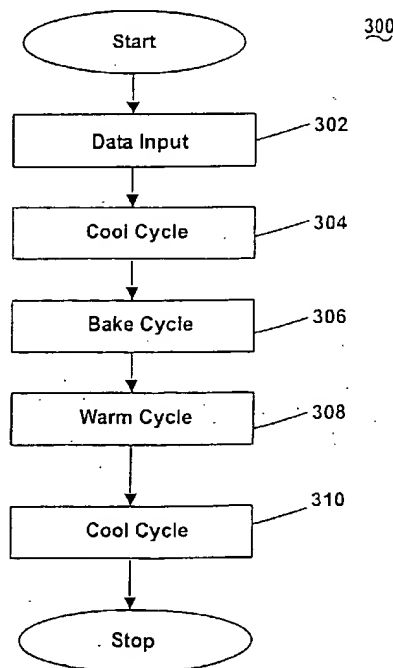 Start
300
Data Input
302
Cool Cycle
304
Bake Cycle
306
Warm Cycle
308
Cool Cycle
310
Stop